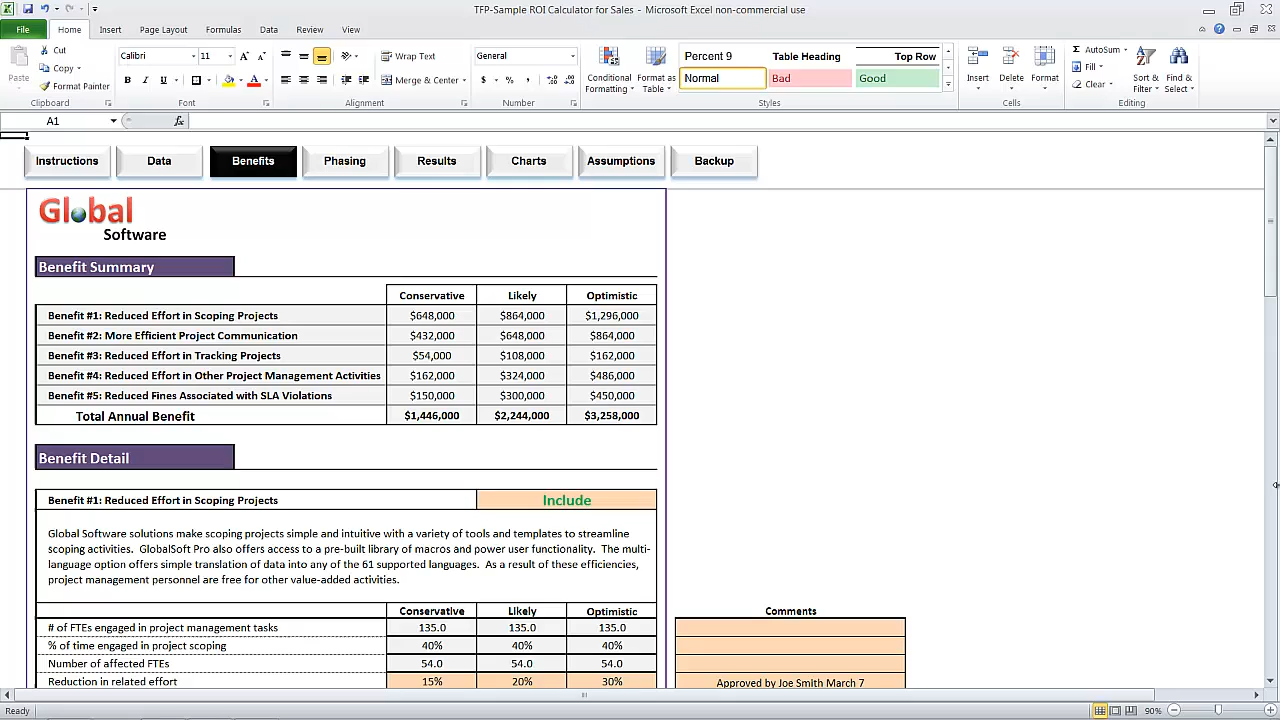 TFP-Sample ROI Calculator for Sales - Microsoft Excel non-commercial use
File Home Insert Page Layout Formulas Data Review View
Paste
Cut
Copy
Format Painter
Clipboard
Calibri 11
B I U A
Font
Wrap Text
Merge & Center
Alignment
General
$ % ,
Number
Conditional Formatting
Format as Table
Percent 9 Table Heading Top Row
Normal Bad Good
Styles
Insert Delete Format
Cells
AutoSum
Fill
Clear
Sort & Filter
Find & Select
Editing
A1 fx
Instructions Data Benefits Phasing Results Charts Assumptions Backup
Global
Software
Benefit Summary
Conservative Likely Optimistic
Benefit #1: Reduced Effort in Scoping Projects $648,000 $864,000 $1,296,000
Benefit #2: More Efficient Project Communication $432,000 $648,000 $864,000
Benefit #3: Reduced Effort in Tracking Projects $54,000 $108,000 $162,000
Benefit #4: Reduced Effort in Other Project Management Activities $162,000 $324,000 $486,000
Benefit #5: Reduced Fines Associated with SLA Violations $150,000 $300,000 $450,000
Total Annual Benefit $1,446,000 $2,244,000 $3,258,000
Benefit Detail
Benefit #1: Reduced Effort in Scoping Projects Include
Global Software solutions make scoping projects simple and intuitive with a variety of tools and templates to streamline
scoping activities. GlobalSoft Pro also offers access to a pre-built library of macros and power user functionality. The multi-
language option offers simple translation of data into any of the 61 supported languages. As a result of these efficiencies,
project management personnel are free for other value-added activities.
Conservative Likely Optimistic Comments
# of FTEs engaged in project management tasks 135.0 135.0 135.0
% of time engaged in project scoping 40% 40% 40%
Number of affected FTEs 54.0 54.0 54.0
Reduction in related effort 15% 20% 30% Approved by Joe Smith March 7
Ready 90%